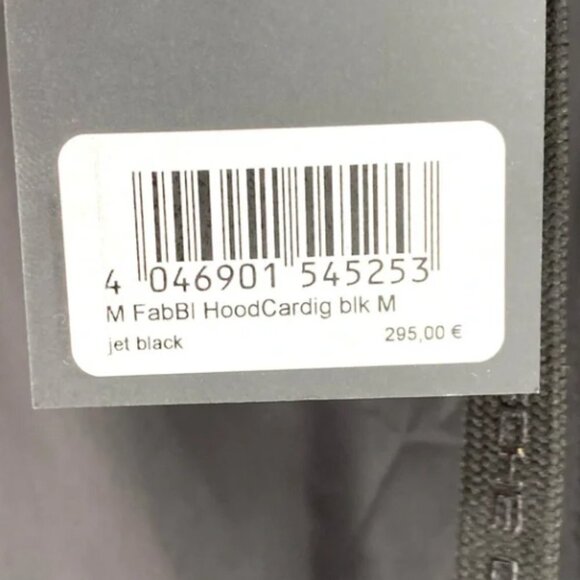 4 046901 545253
M FabBl HoodCardig blk M
jet black 295,00 €